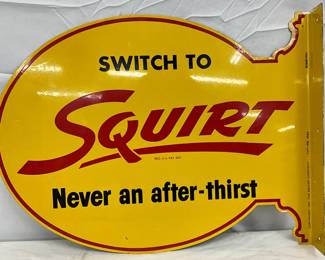 SWITCH TO
SQUIRT
Never an after-thirst